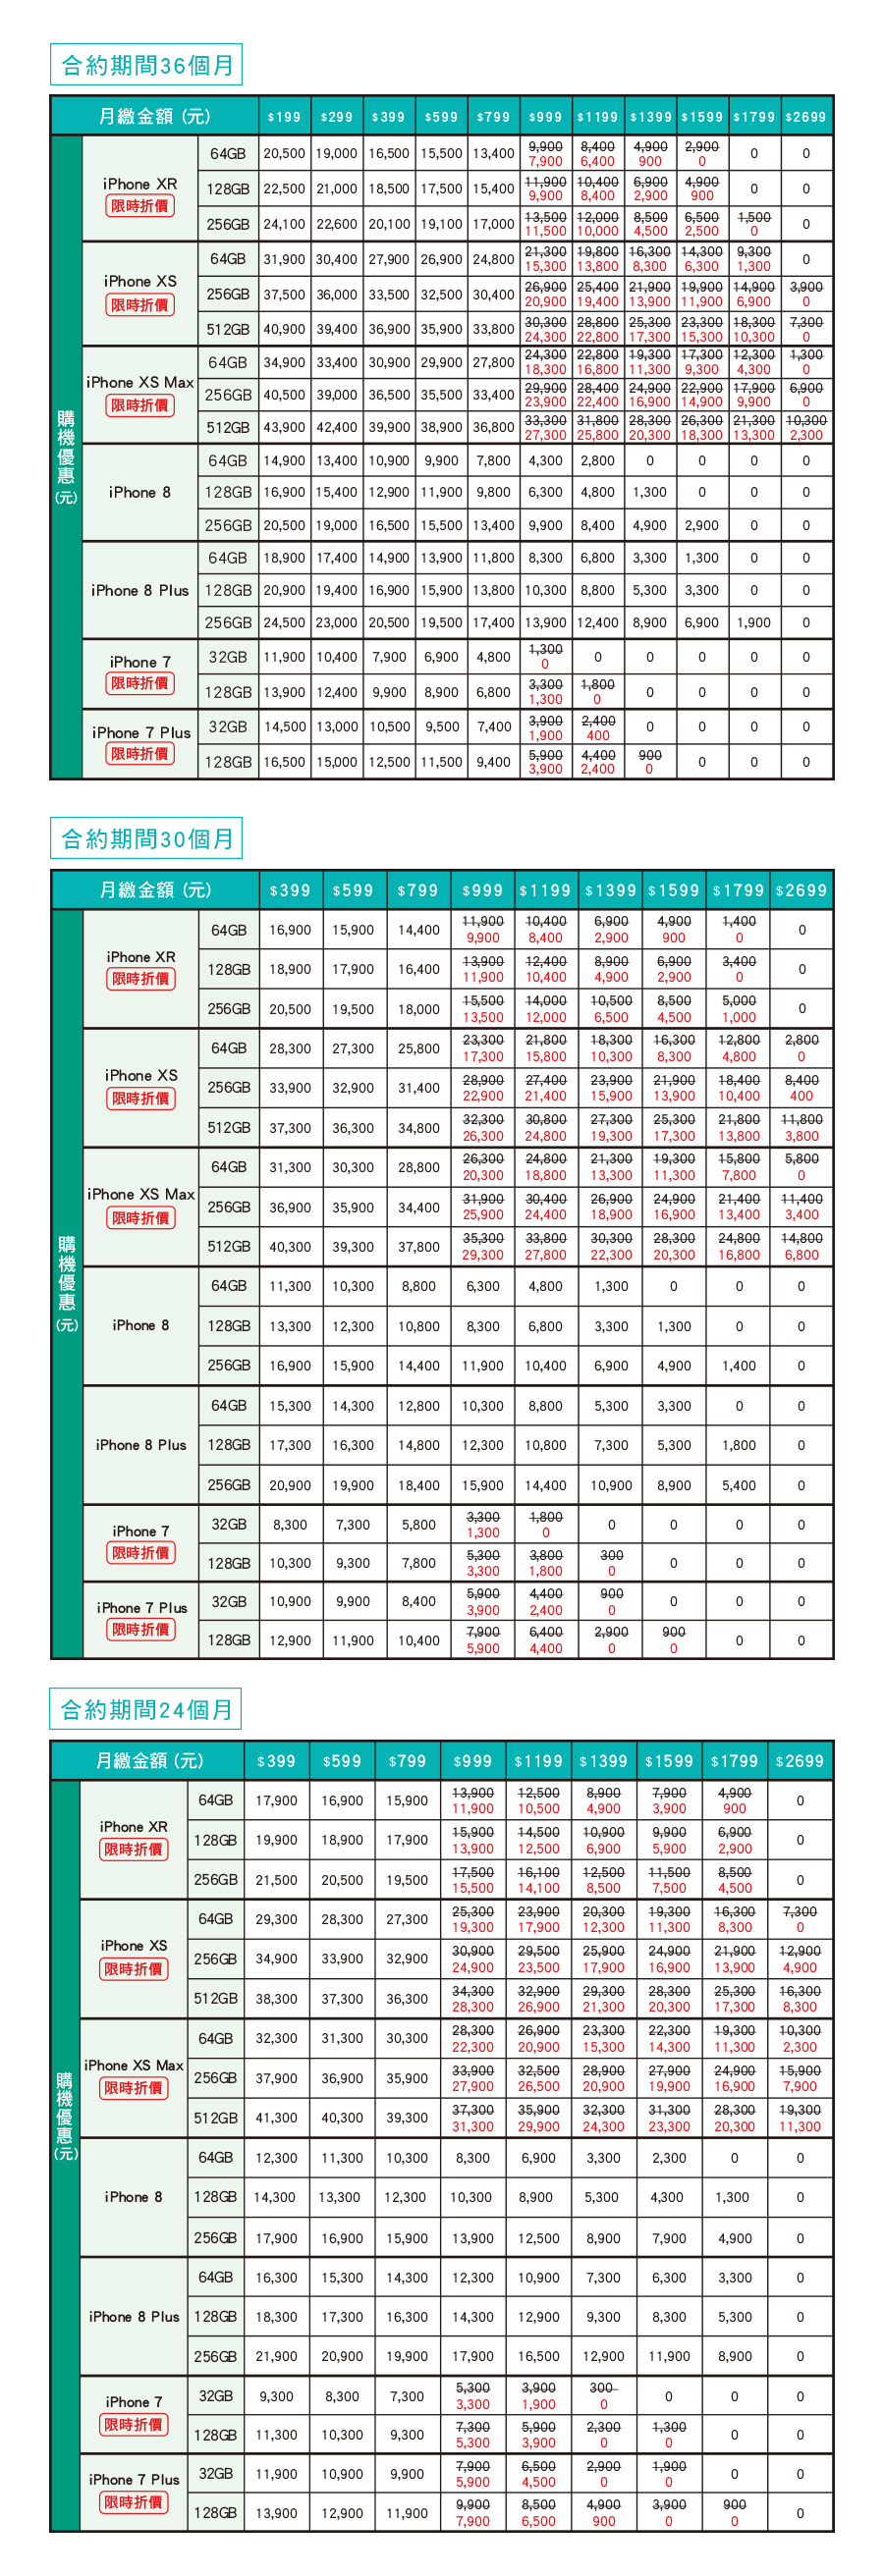 合約期間36個月
月繳金額 (元) $199 $299 $399 $599 $799 $999 $1199 $1399 $1599 $1799 $2699
購機優惠(元)
iPhone XR
限時折價
64GB 20,500 19,000 16,500 15,500 13,400 9,900 8,400 4,900 2,900 0 0
7,900 6,400 900 0
128GB 22,500 21,000 18,500 17,500 15,400 11,900 10,400 6,900 4,900 0 0
9,900 8,400 2,900 900
256GB 24,100 22,600 20,100 19,100 17,000 13,500 12,000 8,500 6,500 1,500 0
11,500 10,000 4,500 2,500 0
iPhone XS
限時折價
64GB 31,900 30,400 27,900 26,900 24,800 21,300 19,800 16,300 14,300 9,300 0
15,300 13,800 8,300 6,300 1,300
256GB 37,500 36,000 33,500 32,500 30,400 26,900 25,400 21,900 19,900 14,900 3,900
20,900 19,400 13,900 11,900 6,900 0
512GB 40,900 39,400 36,900 35,900 33,800 30,300 28,800 25,300 23,300 18,300 7,300
24,300 22,800 17,300 15,300 10,300 0
iPhone XS Max
限時折價
64GB 34,900 33,400 30,900 29,900 27,800 24,300 22,800 19,300 17,300 12,300 1,300
18,300 16,800 11,300 9,300 4,300 0
256GB 40,500 39,000 36,500 35,500 33,400 29,900 28,400 24,900 22,900 17,900 6,900
23,900 22,400 16,900 14,900 9,900 0
512GB 43,900 42,400 39,900 38,900 36,800 33,300 31,800 28,300 26,300 21,300 10,300
27,300 25,800 20,300 18,300 13,300 2,300
iPhone 8
64GB 14,900 13,400 10,900 9,900 7,800 4,300 2,800 0 0 0 0
128GB 16,900 15,400 12,900 11,900 9,800 6,300 4,800 1,300 0 0 0
256GB 20,500 19,000 16,500 15,500 13,400 9,900 8,400 4,900 2,900 0 0
iPhone 8 Plus
64GB 18,900 17,400 14,900 13,900 11,800 8,300 6,800 3,300 1,300 0 0
128GB 20,900 19,400 16,900 15,900 13,800 10,300 8,800 5,300 3,300 0 0
256GB 24,500 23,000 20,500 19,500 17,400 13,900 12,400 8,900 6,900 1,900 0
iPhone 7
限時折價
32GB 11,900 10,400 7,900 6,900 4,800 1,300 0 0 0 0 0
0
128GB 13,900 12,400 9,900 8,900 6,800 3,300 1,800 0 0 0 0
1,300 0
iPhone 7 Plus
限時折價
32GB 14,500 13,000 10,500 9,500 7,400 3,900 2,400 0 0 0 0
1,900 400
128GB 16,500 15,000 12,500 11,500 9,400 5,900 4,400 900 0 0 0
3,900 2,400 0
合約期間30個月
月繳金額 (元) $399 $599 $799 $999 $1199 $1399 $1599 $1799 $2699
購機優惠(元)
iPhone XR
限時折價
64GB 16,900 15,900 14,400 11,900 10,400 6,900 4,900 1,400 0
9,900 8,400 2,900 900 0
128GB 18,900 17,900 16,400 13,900 12,400 8,900 6,900 3,400 0
11,900 10,400 4,900 2,900 0
256GB 20,500 19,500 18,000 15,500 14,000 10,500 8,500 5,000 0
13,500 12,000 6,500 4,500 1,000
iPhone XS
限時折價
64GB 28,300 27,300 25,800 23,300 21,800 18,300 16,300 12,800 2,800
17,300 15,800 10,300 8,300 4,800 0
256GB 33,900 32,900 31,400 28,900 27,400 23,900 21,900 18,400 8,400
22,900 21,400 15,900 13,900 10,400 400
512GB 37,300 36,300 34,800 32,300 30,800 27,300 25,300 21,800 11,800
26,300 24,800 19,300 17,300 13,800 3,800
iPhone XS Max
限時折價
64GB 31,300 30,300 28,800 26,300 24,800 21,300 19,300 15,800 5,800
20,300 18,800 13,300 11,300 7,800 0
256GB 36,900 35,900 34,400 31,900 30,400 26,900 24,900 21,400 11,400
25,900 24,400 18,900 16,900 13,400 3,400
512GB 40,300 39,300 37,800 35,300 33,800 30,300 28,300 24,800 14,800
29,300 27,800 22,300 20,300 16,800 6,800
iPhone 8
64GB 11,300 10,300 8,800 6,300 4,800 1,300 0 0 0
128GB 13,300 12,300 10,800 8,300 6,800 3,300 1,300 0 0
256GB 16,900 15,900 14,400 11,900 10,400 6,900 4,900 1,400 0
iPhone 8 Plus
64GB 15,300 14,300 12,800 10,300 8,800 5,300 3,300 0 0
128GB 17,300 16,300 14,800 12,300 10,800 7,300 5,300 1,800 0
256GB 20,900 19,900 18,400 15,900 14,400 10,900 8,900 5,400 0
iPhone 7
限時折價
32GB 8,300 7,300 5,800 3,300 1,800 0 0 0 0
1,300 0
128GB 10,300 9,300 7,800 5,300 3,800 300 0 0 0
3,300 1,800 0
iPhone 7 Plus
限時折價
32GB 10,900 9,900 8,400 5,900 4,400 900 0 0 0
3,900 2,400 0
128GB 12,900 11,900 10,400 7,900 6,400 2,900 900 0 0
5,900 4,400 0 0
合約期間24個月
月繳金額 (元) $399 $599 $799 $999 $1199 $1399 $1599 $1799 $2699
購機優惠(元)
iPhone XR
限時折價
64GB 17,900 16,900 15,900 13,900 12,500 8,900 7,900 4,900 0
11,900 10,500 4,900 3,900 900
128GB 19,900 18,900 17,900 15,900 14,500 10,900 9,900 6,900 0
13,900 12,500 6,900 5,900 2,900
256GB 21,500 20,500 19,500 17,500 16,100 12,500 11,500 8,500 0
15,500 14,100 8,500 7,500 4,500
iPhone XS
限時折價
64GB 29,300 28,300 27,300 25,300 23,900 20,300 19,300 16,300 7,300
19,300 17,900 12,300 11,300 8,300 0
256GB 34,900 33,900 32,900 30,900 29,500 25,900 24,900 21,900 12,900
24,900 23,500 17,900 16,900 13,900 4,900
512GB 38,300 37,300 36,300 34,300 32,900 29,300 28,300 25,300 16,300
28,300 26,900 21,300 20,300 17,300 8,300
iPhone XS Max
限時折價
64GB 32,300 31,300 30,300 28,300 26,900 23,300 22,300 19,300 10,300
22,300 20,900 15,300 14,300 11,300 2,300
256GB 37,900 36,900 35,900 33,900 32,500 28,900 27,900 24,900 15,900
27,900 26,500 20,900 19,900 16,900 7,900
512GB 41,300 40,300 39,300 37,300 35,900 32,300 31,300 28,300 19,300
31,300 29,900 24,300 23,300 20,300 11,300
iPhone 8
64GB 12,300 11,300 10,300 8,300 6,900 3,300 2,300 0 0
128GB 14,300 13,300 12,300 10,300 8,900 5,300 4,300 1,300 0
256GB 17,900 16,900 15,900 13,900 12,500 8,900 7,900 4,900 0
iPhone 8 Plus
64GB 16,300 15,300 14,300 12,300 10,900 7,300 6,300 3,300 0
128GB 18,300 17,300 16,300 14,300 12,900 9,300 8,300 5,300 0
256GB 21,900 20,900 19,900 17,900 16,500 12,900 11,900 8,900 0
iPhone 7
限時折價
32GB 9,300 8,300 7,300 5,300 3,900 300 0 0 0
3,300 1,900 0
128GB 11,300 10,300 9,300 7,300 5,900 2,300 1,300 0 0
5,300 3,900 0 0
iPhone 7 Plus
限時折價
32GB 11,900 10,900 9,900 7,900 6,500 2,900 1,900 0 0
5,900 4,500 0 0
128GB 13,900 12,900 11,900 9,900 8,500 4,900 3,900 900 0
7,900 6,500 900 0 0